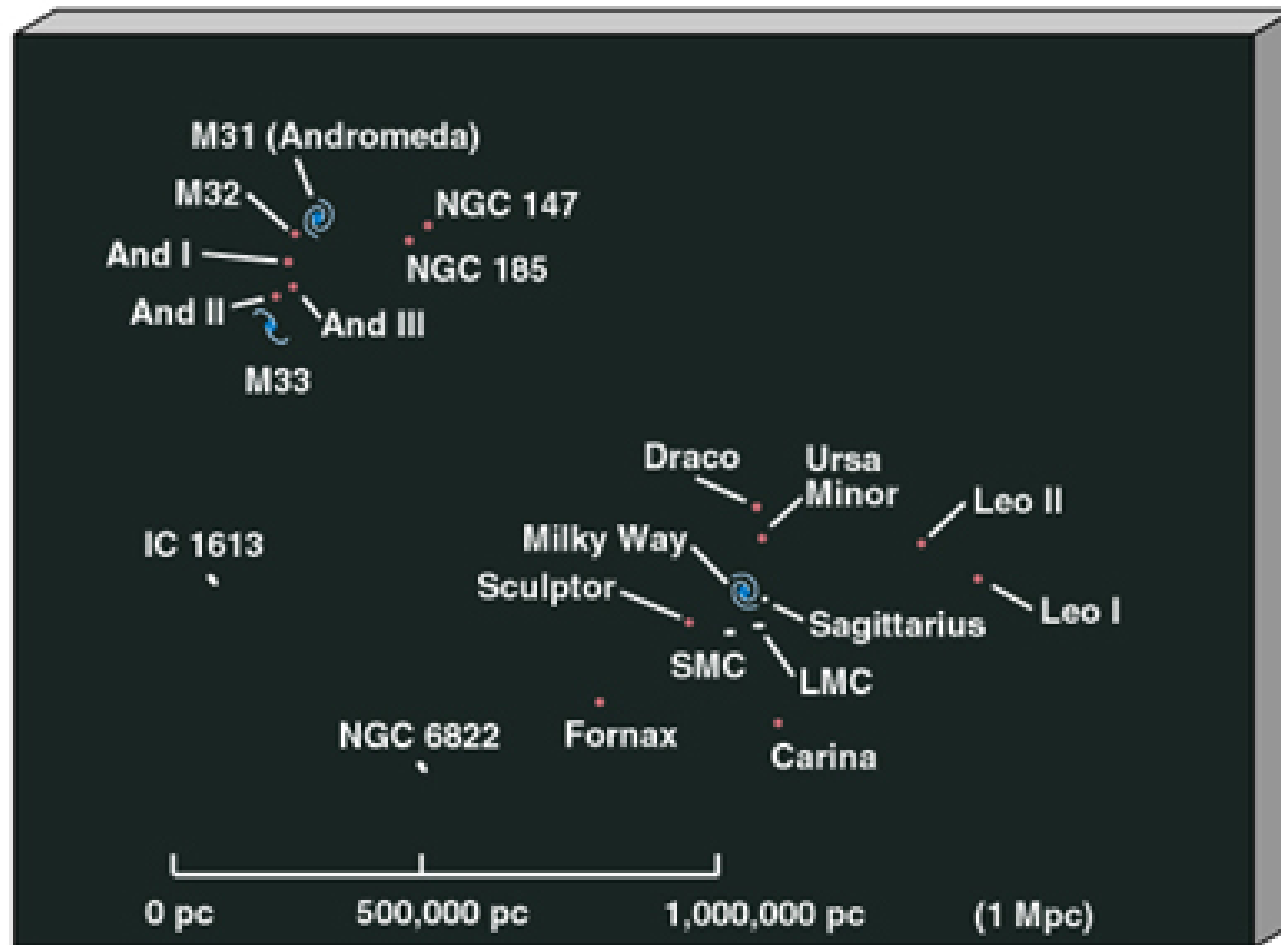 M31 (Andromeda)
M32
NGC 147
And I
NGC 185
And II
And III
M33
Draco
Ursa
Minor
Leo II
IC 1613
Milky Way
Sculptor
Leo I
Sagittarius
SMC
LMC
NGC 6822
Fornax
Carina
0 pc
500,000 pc
1,000,000 pc
(1 Mpc)